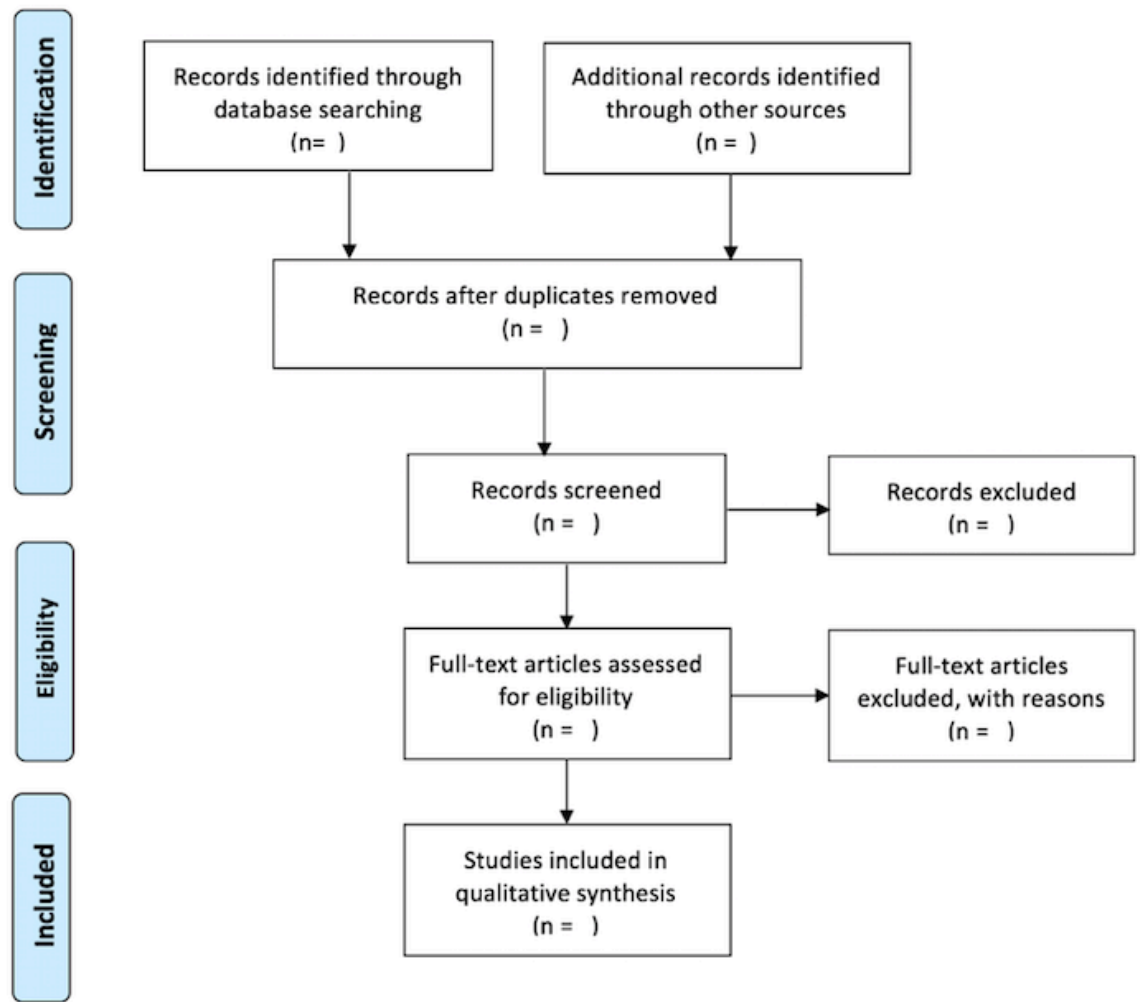 Identification
Records identified through
database searching
(n=  )
Additional records identified
through other sources
(n =  )
Screening
Records after duplicates removed
(n =   )
Records screened
(n =   )
Records excluded
(n =   )
Eligibility
Full-text articles assessed
for eligibility
(n =   )
Full-text articles
excluded, with reasons
(n =   )
Included
Studies included in
qualitative synthesis
(n =   )